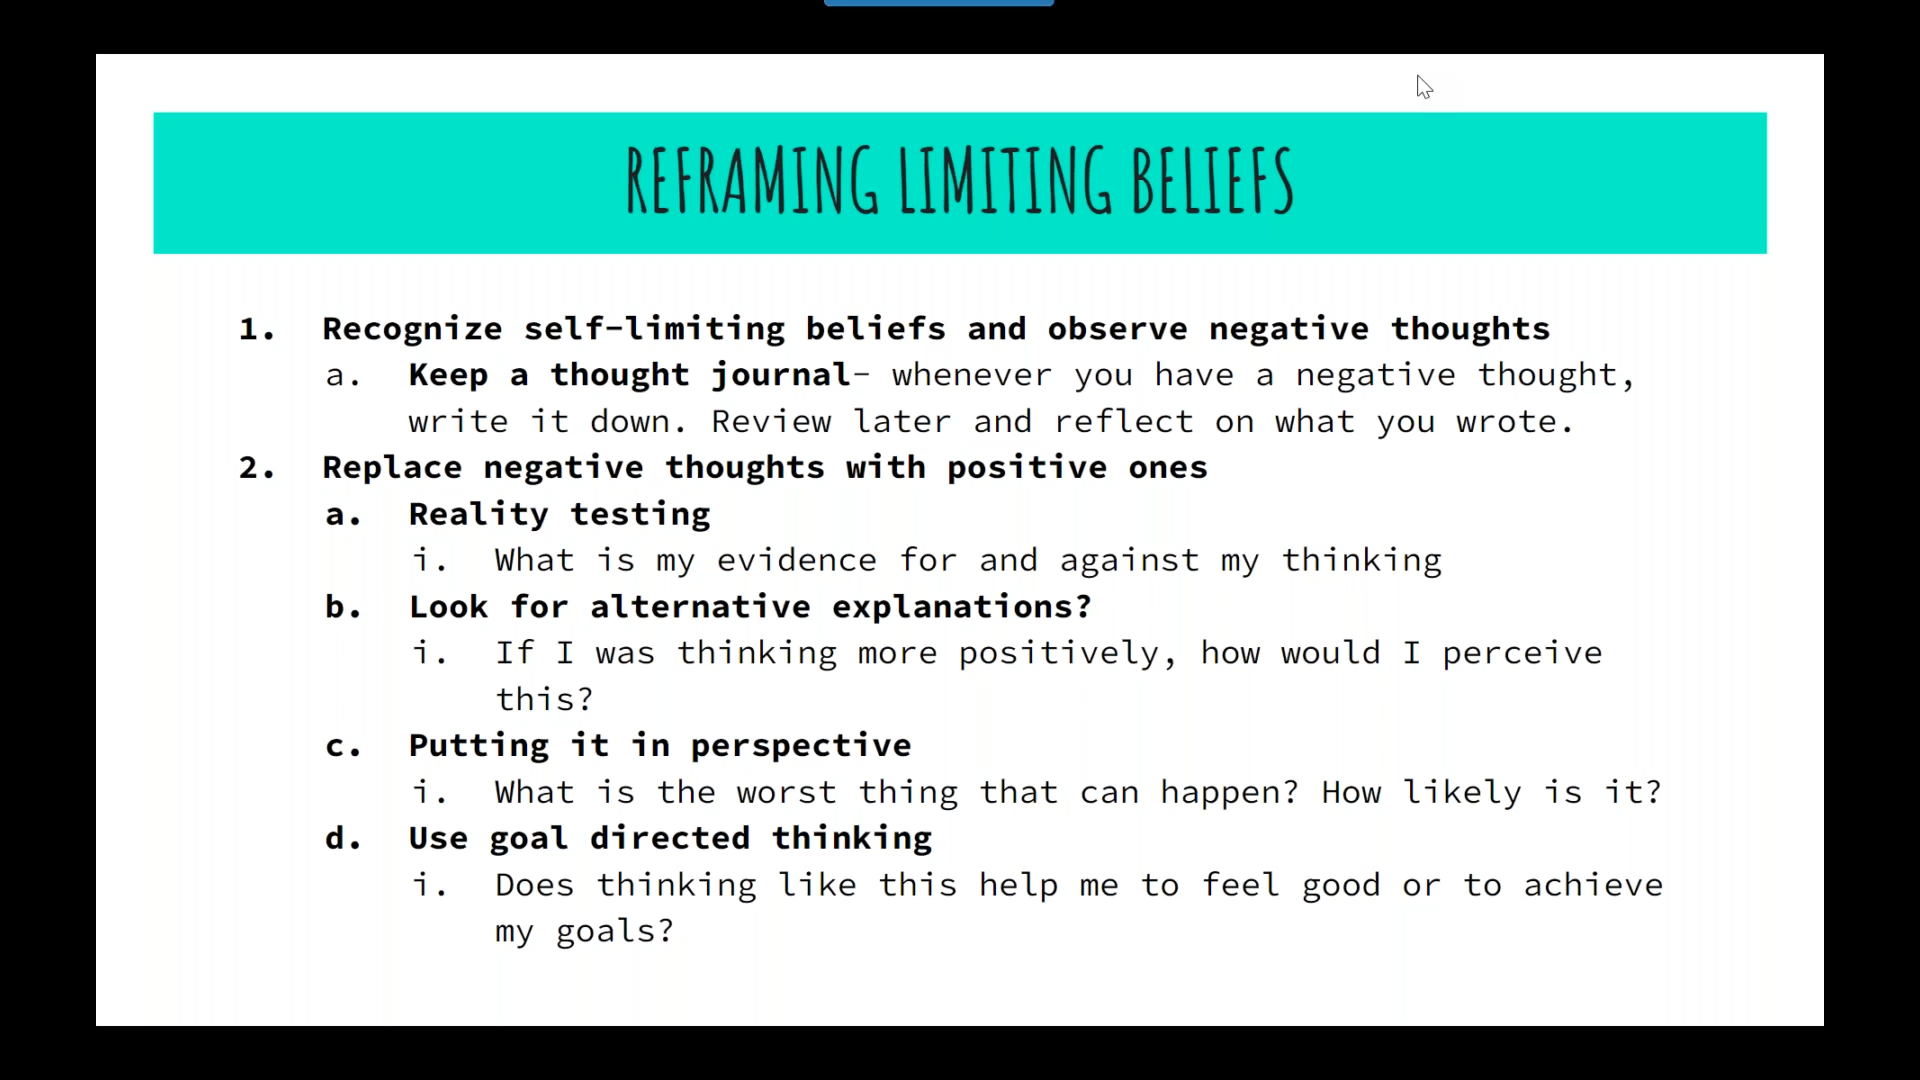 REFRAMING LIMITING BELIEFS
1. Recognize self-limiting beliefs and observe negative thoughts
a. Keep a thought journal- whenever you have a negative thought,
write it down. Review later and reflect on what you wrote.
2. Replace negative thoughts with positive ones
a. Reality testing
i. What is my evidence for and against my thinking
b. Look for alternative explanations?
i. If I was thinking more positively, how would I perceive
this?
c. Putting it in perspective
i. What is the worst thing that can happen? How likely is it?
d. Use goal directed thinking
i. Does thinking like this help me to feel good or to achieve
my goals?